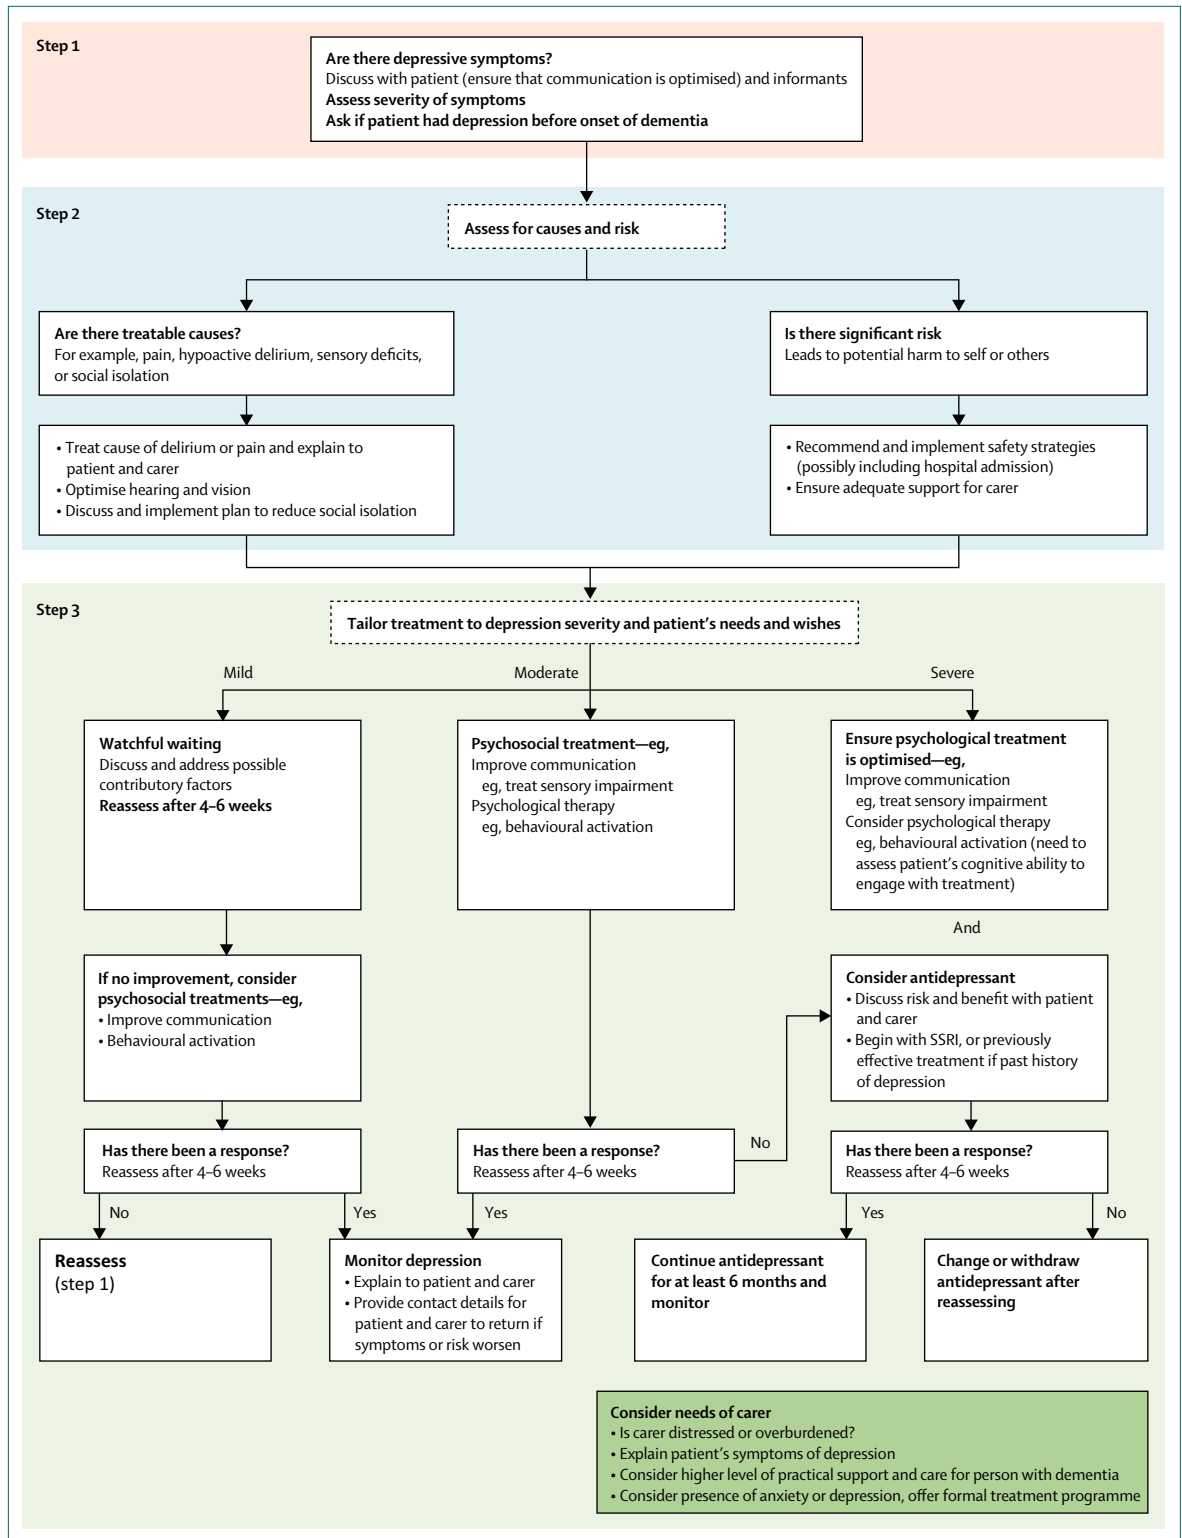 Step 1
Are there depressive symptoms?
Discuss with patient (ensure that communication is optimised) and informants
Assess severity of symptoms
Ask if patient had depression before onset of dementia
Step 2
Assess for causes and risk
Are there treatable causes?
For example, pain, hypoactive delirium, sensory deficits,
or social isolation
Is there significant risk
Leads to potential harm to self or others
• Treat cause of delirium or pain and explain to
patient and carer
• Optimise hearing and vision
• Discuss and implement plan to reduce social isolation
• Recommend and implement safety strategies
(possibly including hospital admission)
• Ensure adequate support for carer
Step 3
Tailor treatment to depression severity and patient's needs and wishes
Mild
Moderate
Severe
Watchful waiting
Discuss and address possible
contributory factors
Reassess after 4–6 weeks
Psychosocial treatment—eg,
Improve communication
eg, treat sensory impairment
Psychological therapy
eg, behavioural activation
Ensure psychological treatment
is optimised—eg,
Improve communication
eg, treat sensory impairment
Consider psychological therapy
eg, behavioural activation (need to
assess patient's cognitive ability to
engage with treatment)
And
If no improvement, consider
psychosocial treatments—eg,
• Improve communication
• Behavioural activation
Consider antidepressant
• Discuss risk and benefit with patient
and carer
• Begin with SSRI, or previously
effective treatment if past history
of depression
Has there been a response?
Reassess after 4–6 weeks
Has there been a response?
Reassess after 4–6 weeks
No
Has there been a response?
Reassess after 4–6 weeks
No
Yes
Yes
Yes
No
Reassess
(step 1)
Monitor depression
• Explain to patient and carer
• Provide contact details for
patient and carer to return if
symptoms or risk worsen
Continue antidepressant
for at least 6 months and
monitor
Change or withdraw
antidepressant after
reassessing
Consider needs of carer
• Is carer distressed or overburdened?
• Explain patient's symptoms of depression
• Consider higher level of practical support and care for person with dementia
• Consider presence of anxiety or depression, offer formal treatment programme